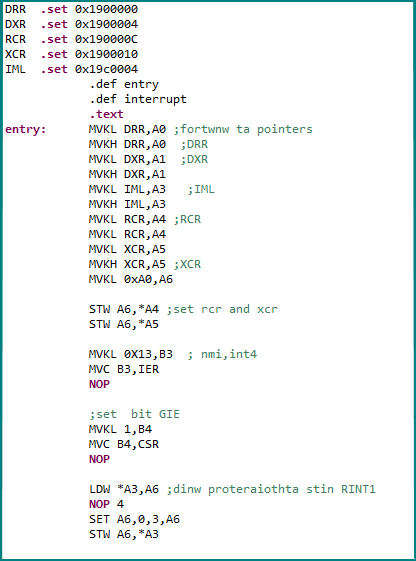 DRR .set 0x1900000
DXR .set 0x1900004
RCR .set 0x190000C
XCR .set 0x1900010
IML .set 0x19c0004
.def entry
.def interrupt
.text
entry: MVKL DRR,A0 ;fortwnw ta pointers
MVKH DRR,A0 ;DRR
MVKL DXR,A1 ;DXR
MVKH DXR,A1
MVKL IML,A3 ;IML
MVKH IML,A3
MVKL RCR,A4 ;RCR
MVKL RCR,A4
MVKL XCR,A5
MVKH XCR,A5 ;XCR
MVKL 0xA0,A6
STW A6,*A4 ;set rcr and xcr
STW A6,*A5
MVKL 0X13,B3 ; nmi,int4
MVC B3,IER
NOP
;set bit GIE
MVKL 1,B4
MVC B4,CSR
NOP
LDW *A3,A6 ;dinw proteraiothta stin RINT1
NOP 4
SET A6,0,3,A6
STW A6,*A3